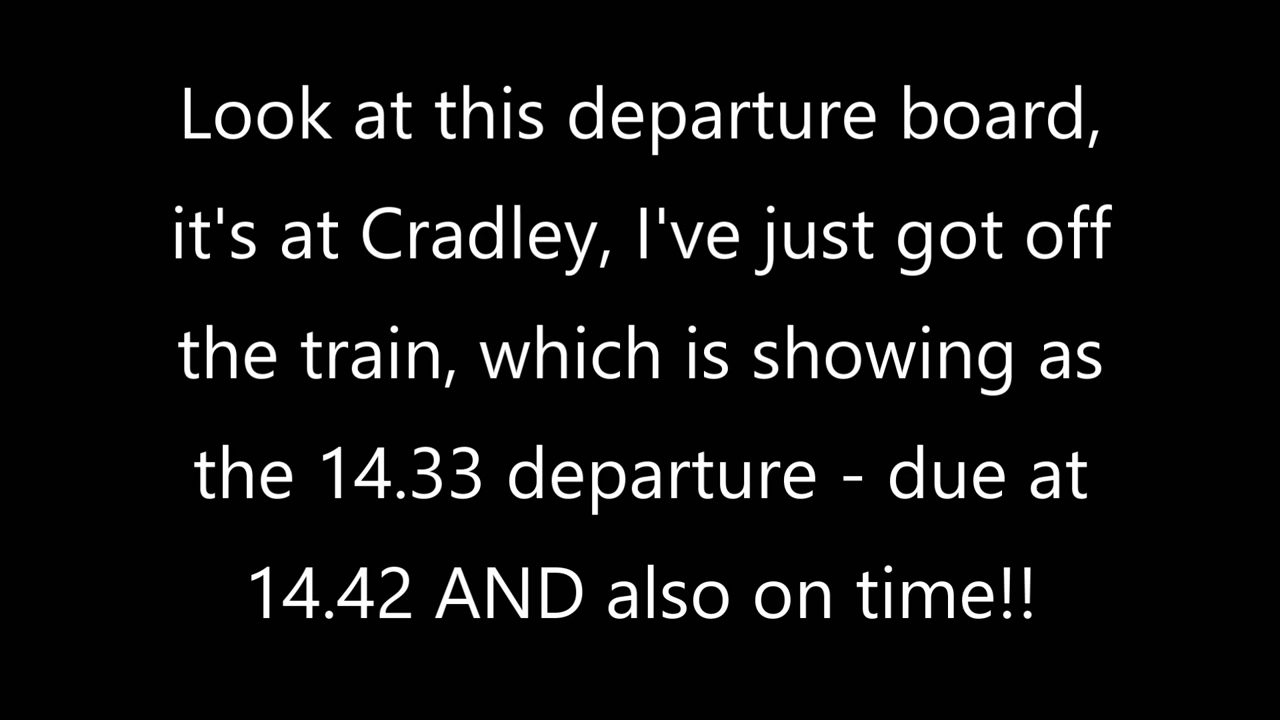 Look at this departure board,
it's at Cradley, I've just got off
the train, which is showing as
the 14.33 departure - due at
14.42 AND also on time!!